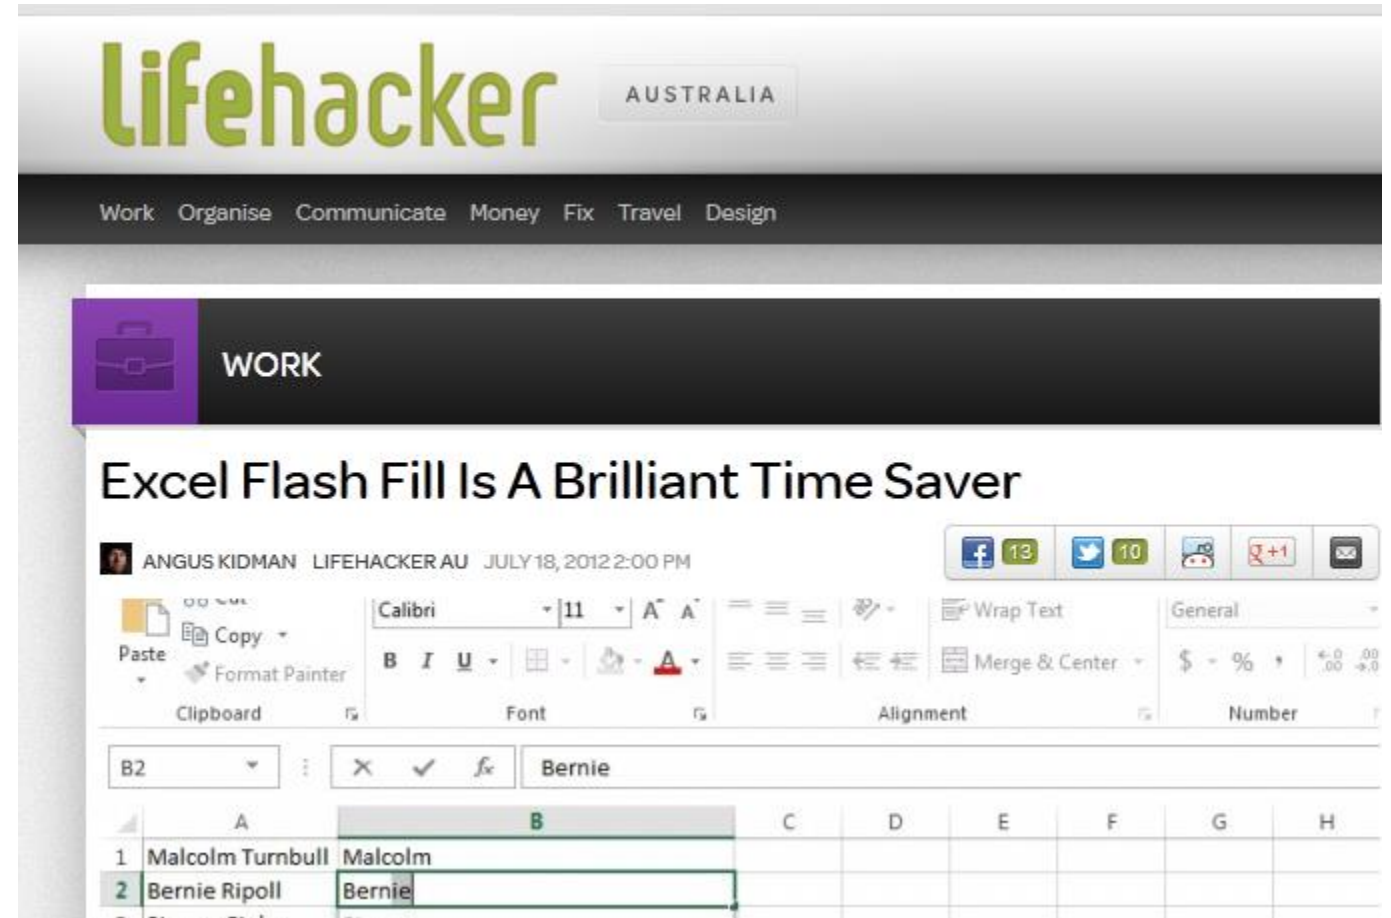 lifehacker AUSTRALIA
Work Organise Communicate Money Fix Travel Design
WORK
Excel Flash Fill Is A Brilliant Time Saver
ANGUS KIDMAN LIFEHACKER AU JULY 18, 2012 2:00 PM 13 10 +1
Calibri 11 A A Wrap Text General
Copy
Paste
B I U A Merge & Center $ % , .00
Format Painter
Clipboard Font Alignment Number
B2 fx Bernie
A B C D E F G H
1 Malcolm Turnbull Malcolm
2 Bernie Ripoll Bernie